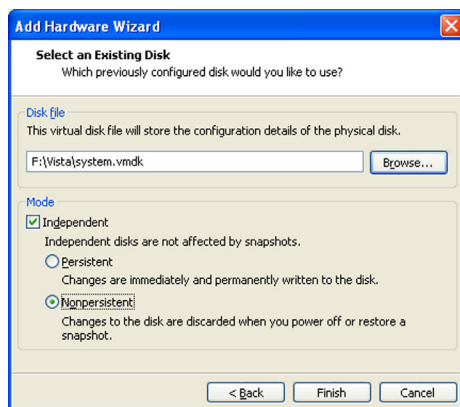 Add Hardware Wizard
Select an Existing Disk
Which previously configured disk would you like to use?
Disk file
This virtual disk file will store the configuration details of the physical disk.
F:\Vista\system.vmdk
Browse...
Mode
Independent
Independent disks are not affected by snapshots.
Persistent
Changes are immediately and permanently written to the disk.
Nonpersistent
Changes to the disk are discarded when you power off or restore a
snapshot.
< Back
Finish
Cancel